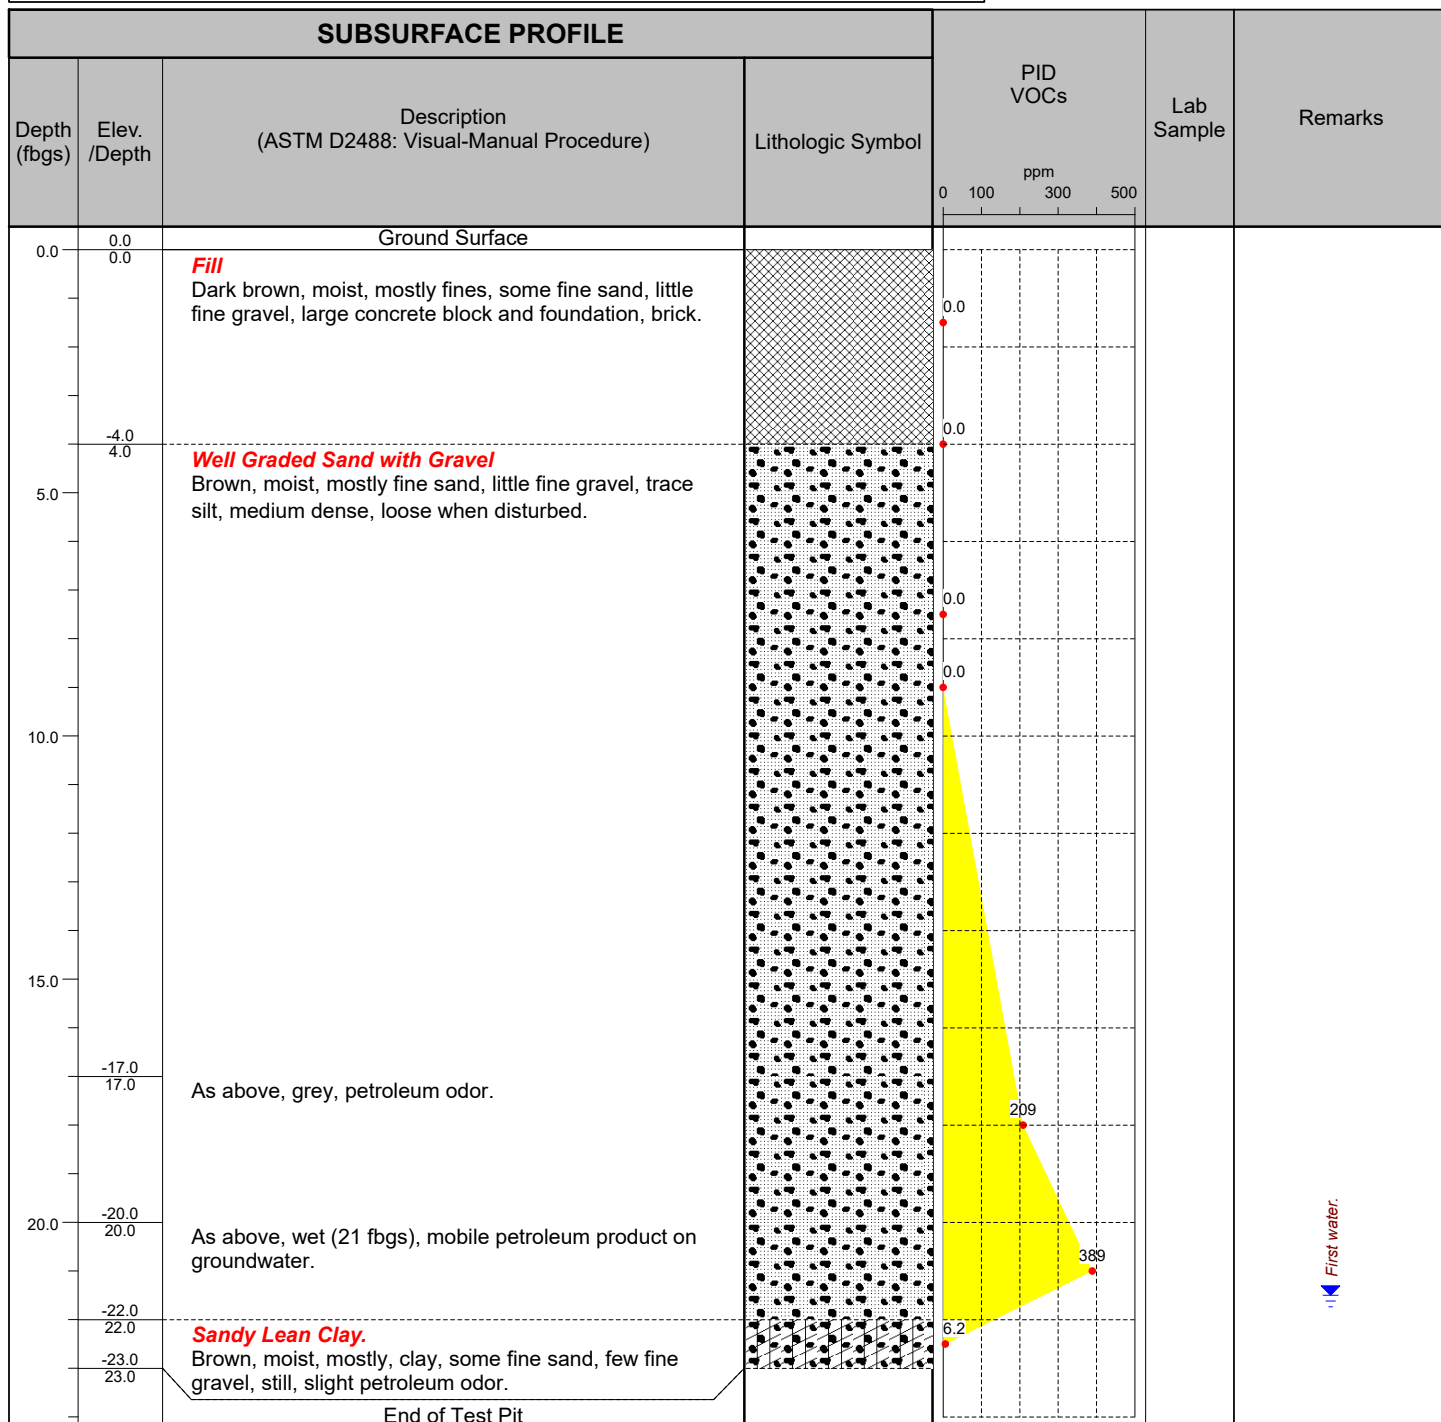 SUBSURFACE PROFILE
Depth
(fbgs)
Elev.
/Depth
Description
(ASTM D2488: Visual-Manual Procedure)
Lithologic Symbol
PID
VOCs
ppm
0 100 300 500
Lab
Sample
Remarks
0.0
0.0
0.0
Ground Surface
Fill
Dark brown, moist, mostly fines, some fine sand, little
fine gravel, large concrete block and foundation, brick.
0.0
-4.0
4.0
0.0
Well Graded Sand with Gravel
Brown, moist, mostly fine sand, little fine gravel, trace
silt, medium dense, loose when disturbed.
5.0
0.0
0.0
10.0
15.0
-17.0
17.0
As above, grey, petroleum odor.
209
20.0
-20.0
20.0
As above, wet (21 fbgs), mobile petroleum product on
groundwater.
389
First water.
-22.0
22.0
Sandy Lean Clay.
Brown, moist, mostly, clay, some fine sand, few fine
gravel, still, slight petroleum odor.
6.2
-23.0
23.0
End of Test Pit